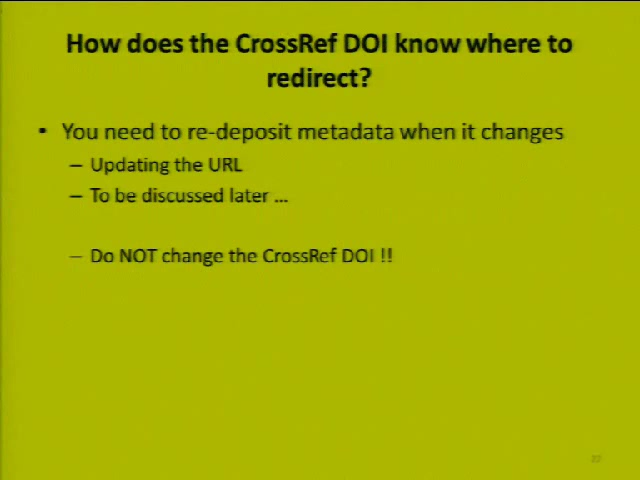 How does the CrossRef DOI know where to
redirect?
• You need to re-deposit metadata when it changes
– Updating the URL
– To be discussed later ...
– Do NOT change the CrossRef DOI !!
22